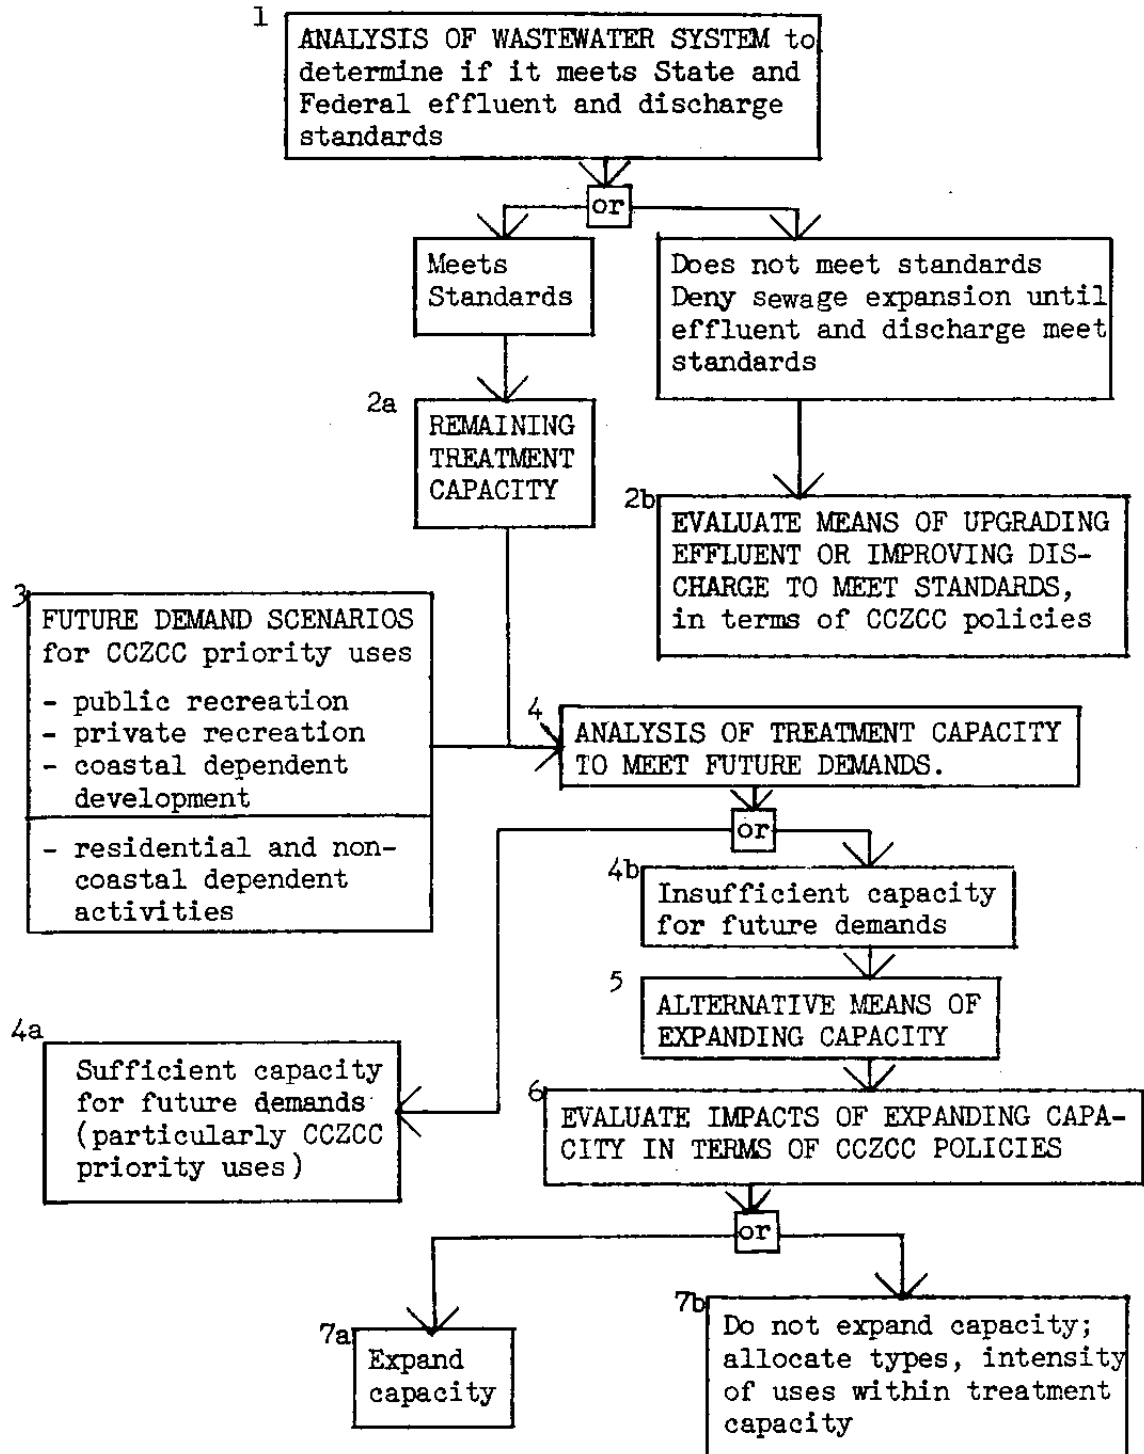 1
ANALYSIS OF WASTEWATER SYSTEM to
determine if it meets State and
Federal effluent and discharge
standards
or
Meets
Standards
Does not meet standards
Deny sewage expansion until
effluent and discharge meet
standards
2a
REMAINING
TREATMENT
CAPACITY
2b
EVALUATE MEANS OF UPGRADING
EFFLUENT OR IMPROVING DIS-
CHARGE TO MEET STANDARDS,
in terms of CCZCC policies
3
FUTURE DEMAND SCENARIOS
for CCZCC priority uses
- public recreation
- private recreation
- coastal dependent
development
- residential and non-
coastal dependent
activities
4
ANALYSIS OF TREATMENT CAPACITY
TO MEET FUTURE DEMANDS.
or
4b
Insufficient capacity
for future demands
5
ALTERNATIVE MEANS OF
EXPANDING CAPACITY
4a
Sufficient capacity
for future demands
(particularly CCZCC
priority uses)
6
EVALUATE IMPACTS OF EXPANDING CAPA-
CITY IN TERMS OF CCZCC POLICIES
or
7a
Expand
capacity
7b
Do not expand capacity;
allocate types, intensity
of uses within treatment
capacity